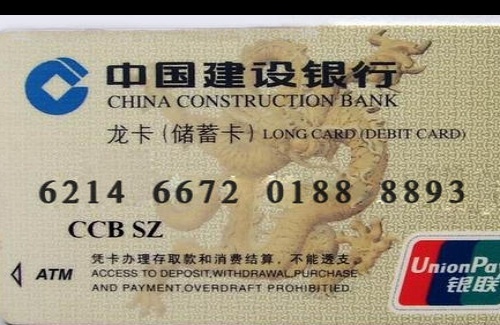 中国建设银行
CHINA CONSTRUCTION BANK
龙卡(储蓄卡) LONG CARD (DEBIT CARD)
6214 6672 0188 8893
CCB SZ
凭卡办理存取款和消费结算，不能透支。
ATM ACCESS TO DEPOSIT,WITHDRAWAL,PURCHASE
AND PAYMENT,OVERDRAFT PROHIBITIED.
UnionPay
银联